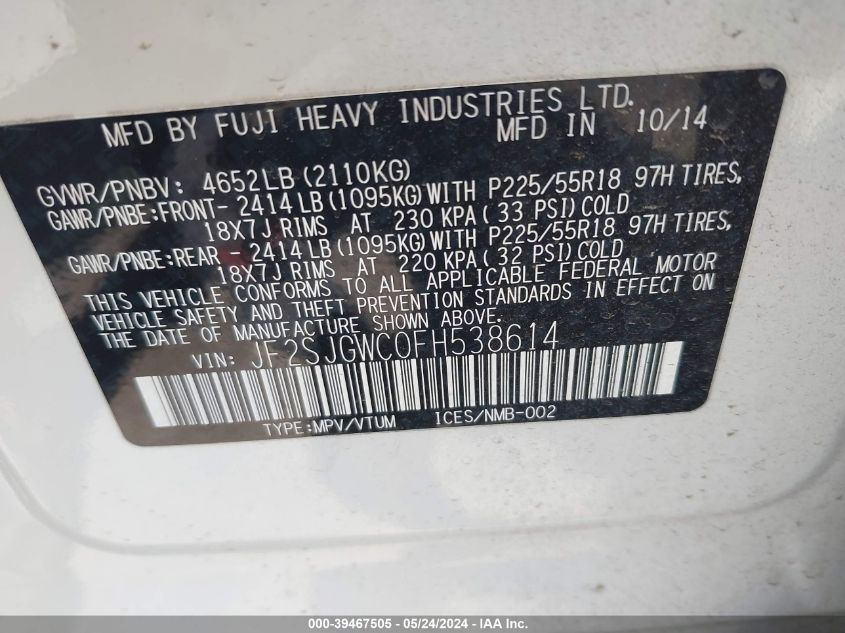 MFD BY FUJI HEAVY INDUSTRIES LTD.
MFD IN 10/14
GVWR/PNBV: 4652LB(2110KG)
GAWR/PNBE:FRONT- 2414LB(1095KG)WITH P225/55R18 97H TIRES,
18X7J RIMS AT 230 KPA(33 PSI)COLD
GAWR/PNBE:REAR - 2414LB(1095KG)WITH P225/55R18 97H TIRES,
18X7J RIMS AT 220 KPA(32 PSI)COLD
THIS VEHICLE CONFORMS TO ALL APPLICABLE FEDERAL MOTOR
VEHICLE SAFETY AND THEFT PREVENTION STANDARDS IN EFFECT ON
THE DATE OF MANUFACTURE SHOWN ABOVE.
VIN: JF2SJGWC0FH538614
TYPE:MPV/VTUM ICES/NMB-002
000-39467505 - 05/24/2024 - IAA Inc.